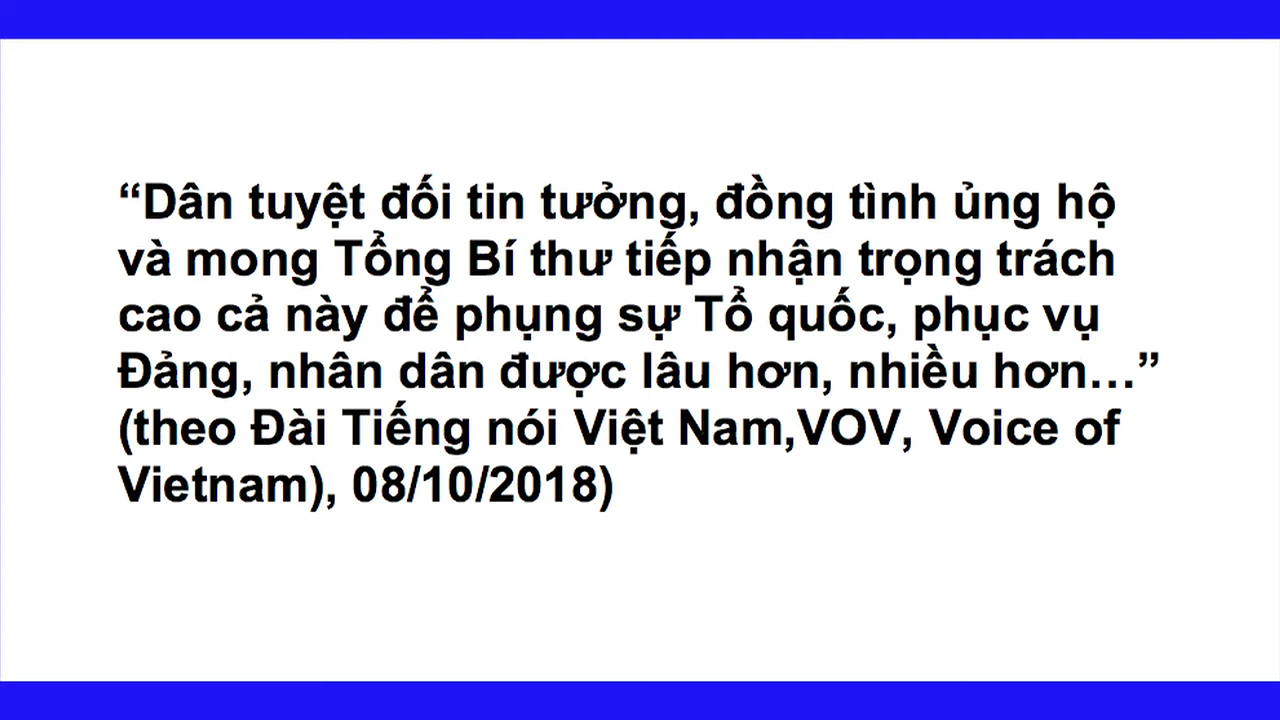 “Dân tuyệt đối tin tưởng, đồng tình ủng hộ
và mong Tổng Bí thư tiếp nhận trọng trách
cao cả này để phụng sự Tổ quốc, phục vụ
Đảng, nhân dân được lâu hơn, nhiều hơn…”
(theo Đài Tiếng nói Việt Nam,VOV, Voice of
Vietnam), 08/10/2018)